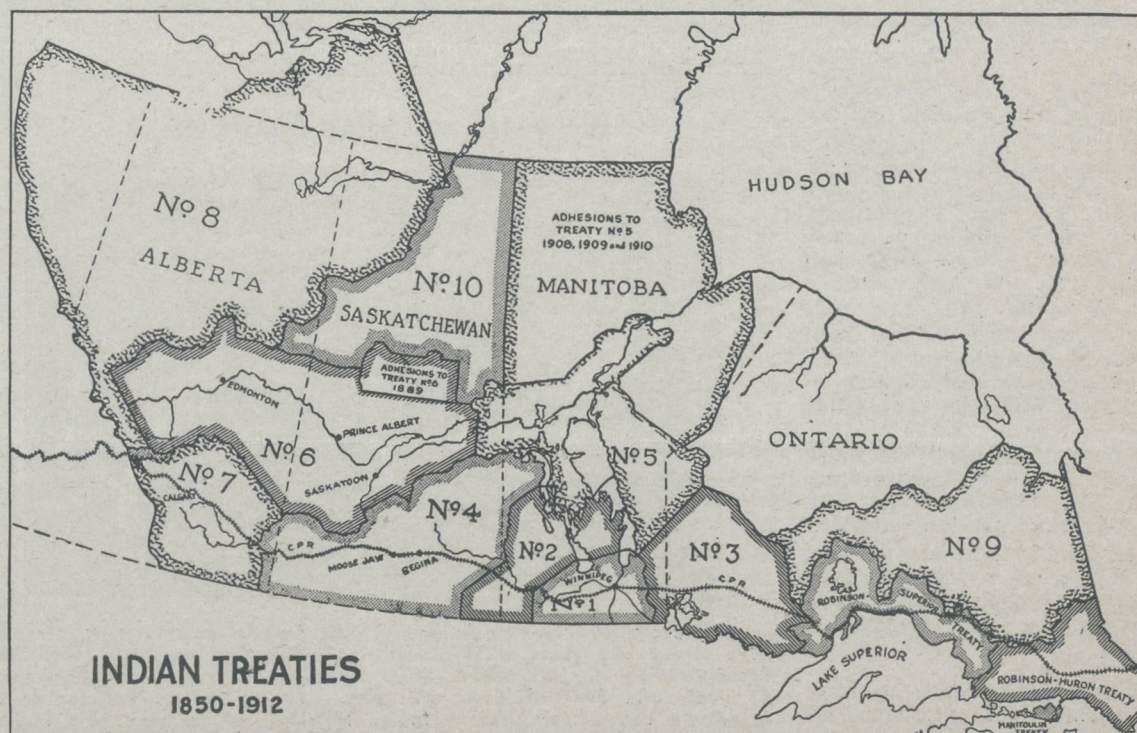 HUDSON BAY
No 8
ALBERTA
ADHESIONS TO
TREATY No 5
1908, 1909 and 1910
MANITOBA
No 10
SASKATCHEWAN
ADHESIONS TO
TREATY No 6
1889
EDMONTON
PRINCE ALBERT
No 6
SASKATOON
No 7
CALGARY
No 5
ONTARIO
No 4
C.P.R
MOOSE JAW
REGINA
No 2
WINNIPEG
No 1
No 3
C.P.R
No 9
ROBINSON-
SUPERIOR
TREATY
LAKE SUPERIOR
ROBINSON-HURON TREATY
MANITOULIN
TREATY
INDIAN TREATIES
1850-1912